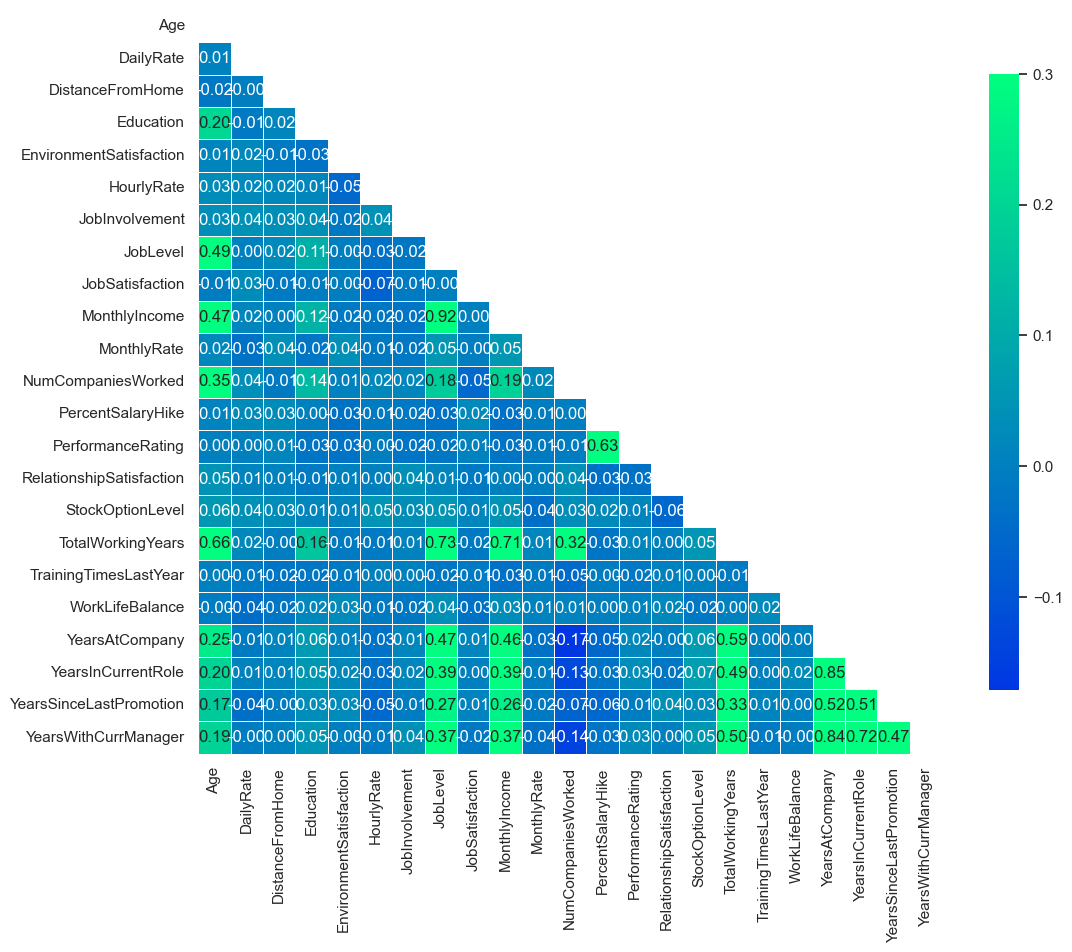 Age
DailyRate 0.01
0.3
DistanceFromHome -0.02 -0.00
Education 0.20 -0.01 0.02
EnvironmentSatisfaction 0.01 0.02 -0.01 -0.03
HourlyRate 0.03 0.02 0.02 0.01 -0.05
0.2
JobInvolvement 0.03 0.04 0.03 0.04 -0.02 0.04
JobLevel 0.49 0.00 0.02 0.11 -0.00 -0.03 -0.02
JobSatisfaction -0.01 0.03 -0.01 -0.01 -0.00 -0.07 -0.01 -0.00
MonthlyIncome 0.47 0.02 0.00 0.12 -0.02 -0.02 -0.02 0.92 0.00
0.1
MonthlyRate 0.02 -0.03 0.04 -0.02 0.04 -0.01 -0.02 0.05 -0.00 0.05
NumCompaniesWorked 0.35 0.04 -0.01 0.14 0.01 0.02 0.02 0.18 -0.05 0.19 0.02
PercentSalaryHike 0.01 0.03 0.03 0.00 -0.03 -0.01 -0.02 -0.03 0.02 -0.03 -0.01 0.00
PerformanceRating 0.00 0.00 0.01 -0.03 -0.03 -0.00 -0.02 -0.02 0.01 -0.03 -0.01 -0.01 0.63
0.0
RelationshipSatisfaction 0.05 0.01 0.01 -0.01 0.01 0.00 0.04 0.01 -0.01 0.00 -0.00 0.04 -0.03 -0.03
StockOptionLevel 0.06 0.04 0.03 0.01 0.01 0.05 0.03 0.05 0.01 0.05 -0.04 0.03 0.02 0.01 -0.06
TotalWorkingYears 0.66 0.02 -0.00 0.16 -0.01 -0.01 0.01 0.73 -0.02 0.71 0.01 0.32 -0.03 0.01 0.00 0.05
TrainingTimesLastYear 0.00 -0.01 -0.02 -0.02 -0.01 0.00 0.00 -0.02 -0.01 -0.03 -0.01 -0.05 -0.00 -0.02 0.01 0.00 -0.01
WorkLifeBalance -0.00 -0.04 -0.02 0.02 0.03 -0.01 -0.02 0.04 -0.03 0.03 0.01 0.01 0.00 0.01 0.02 -0.02 0.00 0.02
−0.1
YearsAtCompany 0.25 -0.01 0.01 0.06 0.01 -0.03 0.01 0.47 0.01 0.46 -0.03 -0.17 -0.05 0.02 -0.00 0.06 0.59 0.00 0.00
YearsInCurrentRole 0.20 0.01 0.01 0.05 0.02 -0.03 -0.02 0.39 0.00 0.39 -0.01 -0.13 -0.03 0.03 -0.02 0.07 0.49 0.00 0.02 0.85
YearsSinceLastPromotion 0.17 -0.04 -0.00 0.03 0.03 -0.05 -0.01 0.27 0.01 0.26 -0.02 -0.07 -0.06 -0.01 0.04 0.03 0.33 0.01 0.00 0.52 0.51
YearsWithCurrManager 0.19 -0.00 0.00 0.05 -0.00 -0.01 0.04 0.37 -0.02 0.37 -0.04 -0.14 -0.03 0.03 -0.00 0.05 0.50 -0.01 -0.00 0.84 0.72 0.47
Age
DailyRate
DistanceFromHome
Education
EnvironmentSatisfaction
HourlyRate
JobInvolvement
JobLevel
JobSatisfaction
MonthlyIncome
MonthlyRate
NumCompaniesWorked
PercentSalaryHike
PerformanceRating
RelationshipSatisfaction
StockOptionLevel
TotalWorkingYears
TrainingTimesLastYear
WorkLifeBalance
YearsAtCompany
YearsInCurrentRole
YearsSinceLastPromotion
YearsWithCurrManager